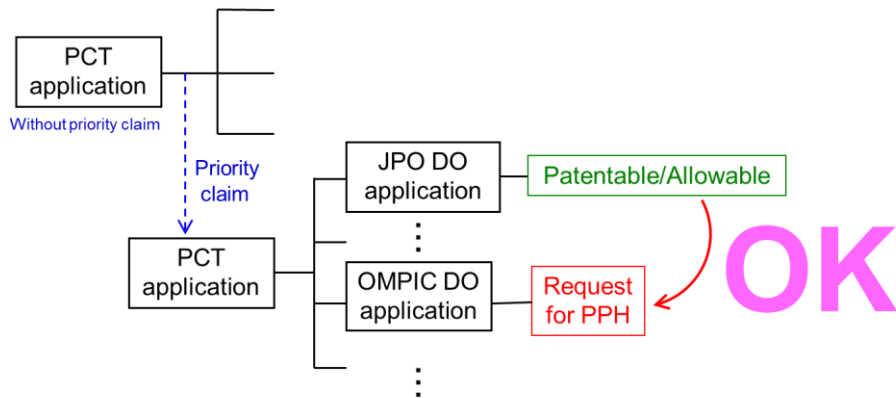 PCT
application
Without priority claim
Priority
claim
JPO DO
application
Patentable/Allowable
OK
PCT
application
OMPIC DO
application
Request
for PPH